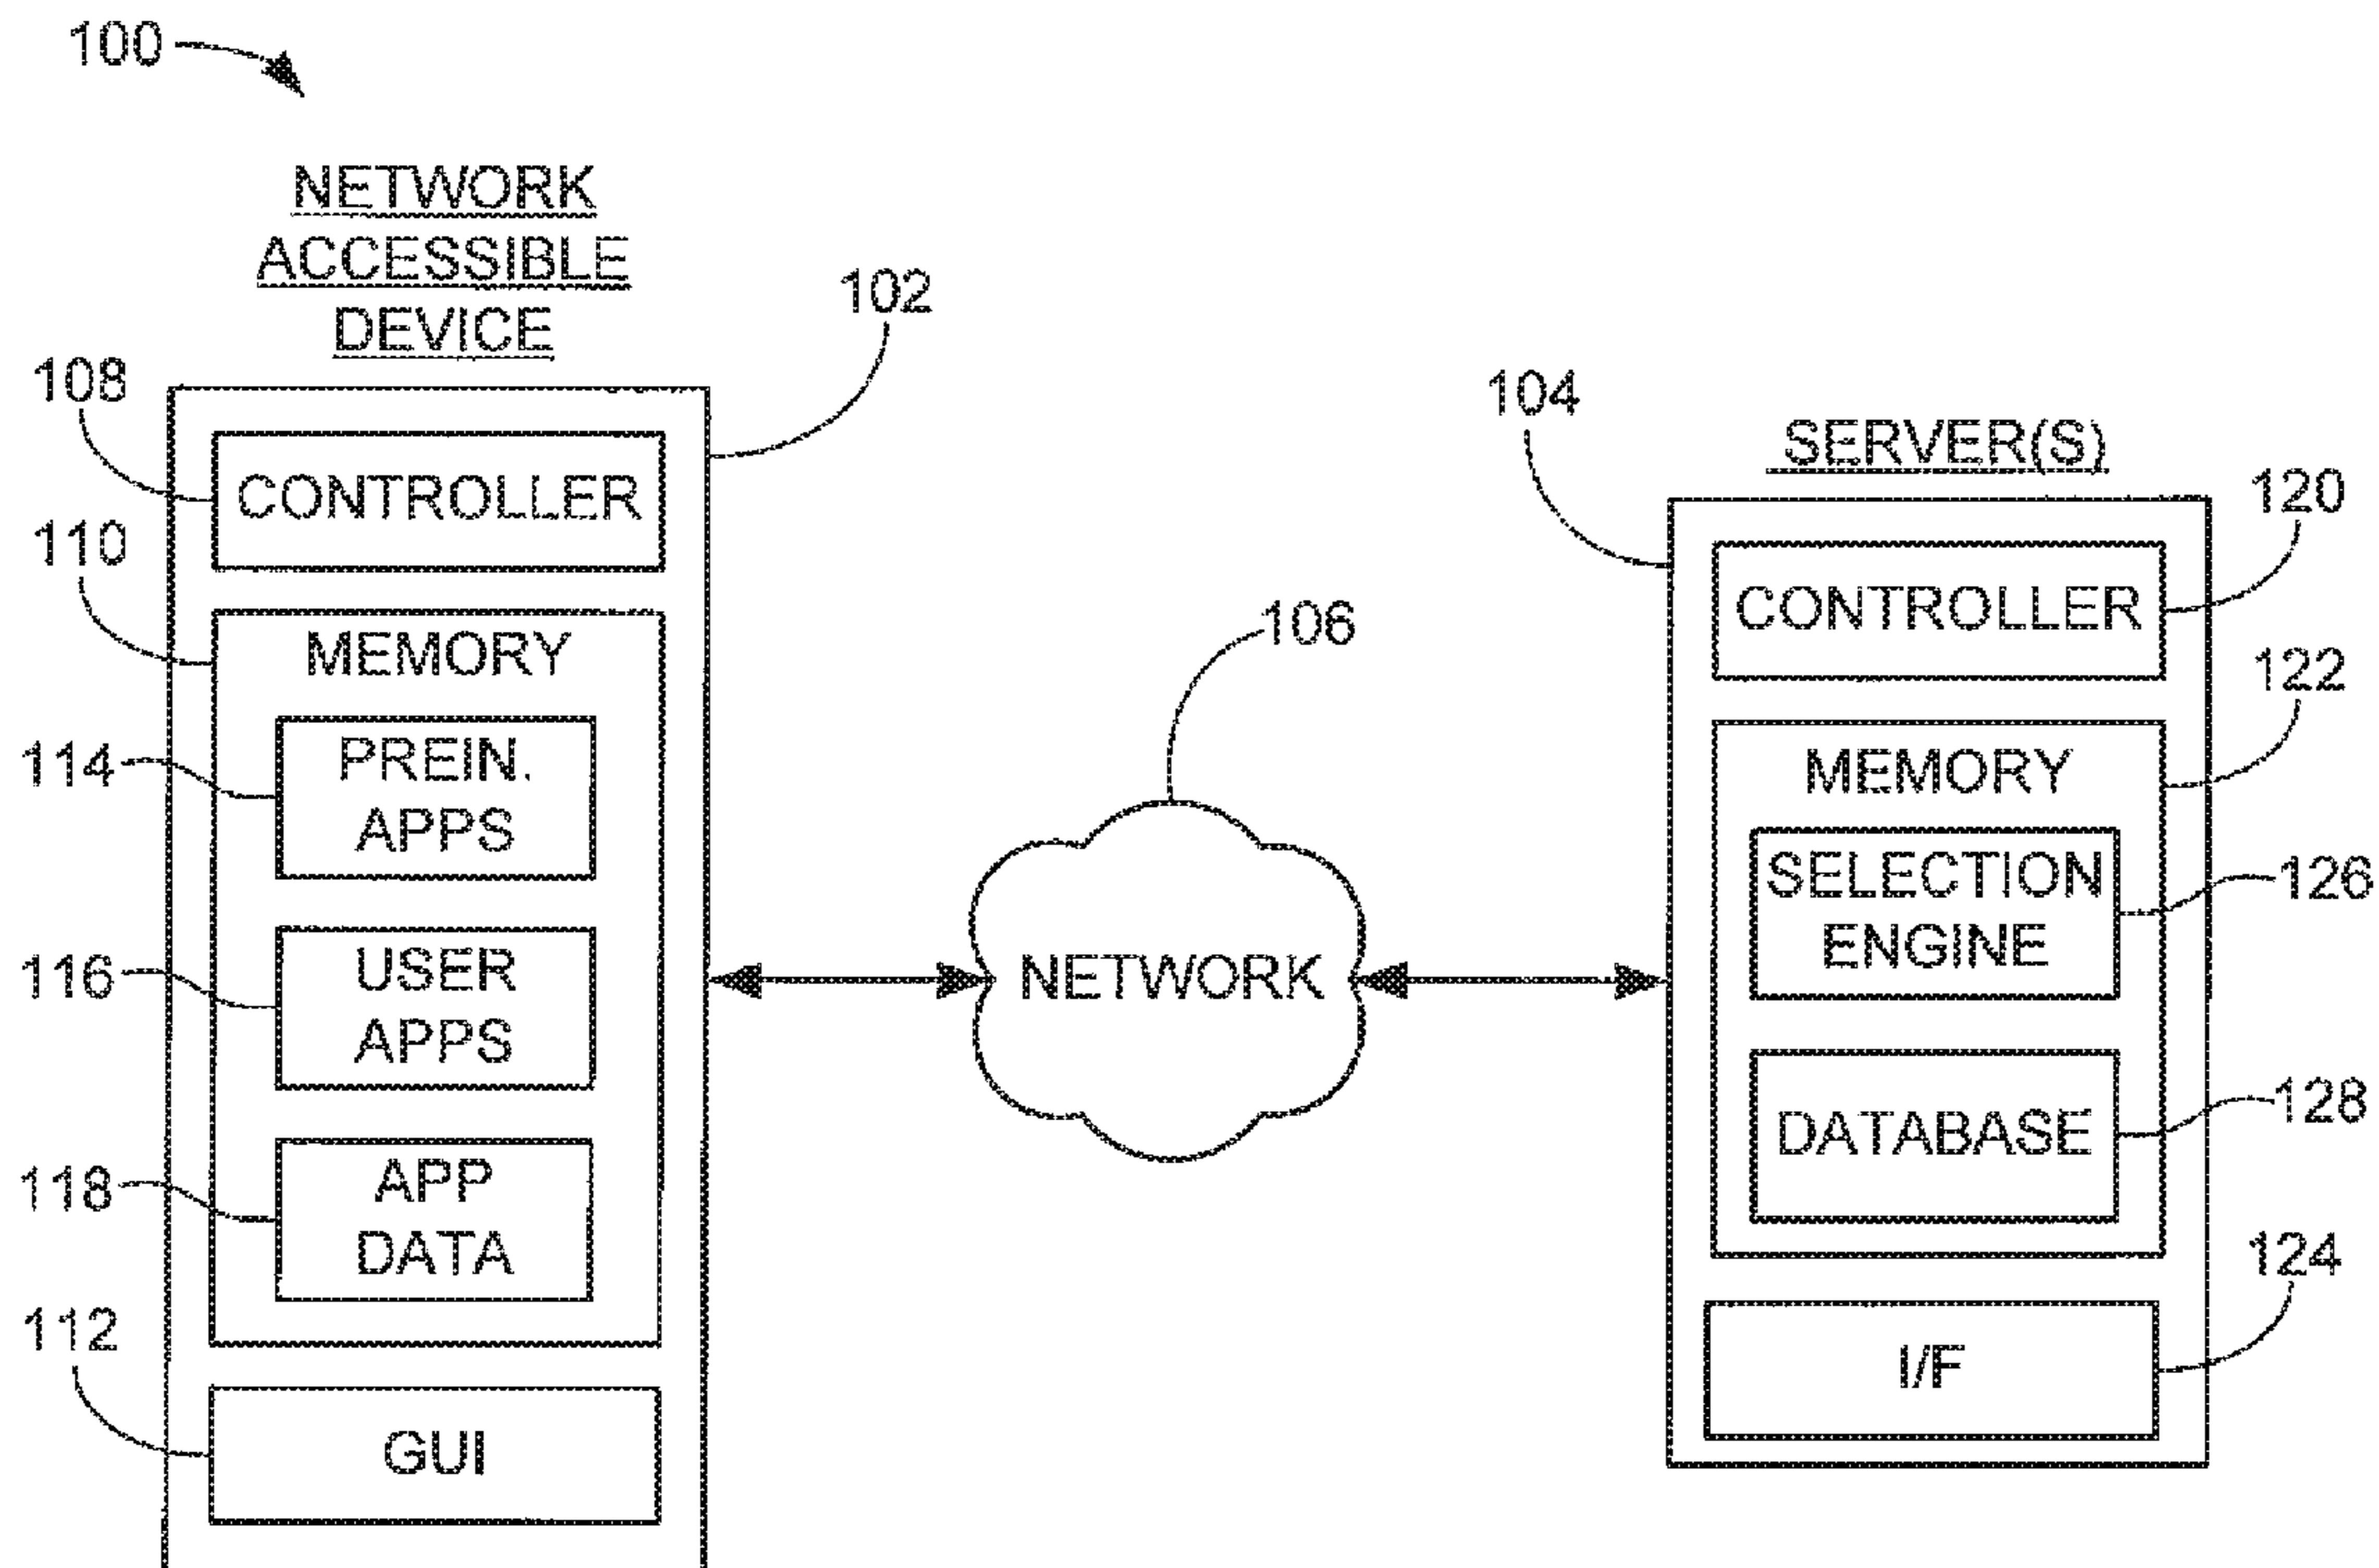 100
NETWORK
ACCESSIBLE
DEVICE
102
108
CONTROLLER
110
MEMORY
114
PREIN.
APPS
116
USER
APPS
118
APP
DATA
112
GUI
106
NETWORK
104
SERVER(S)
120
CONTROLLER
122
MEMORY
SELECTION
ENGINE
126
DATABASE
128
124
I/F